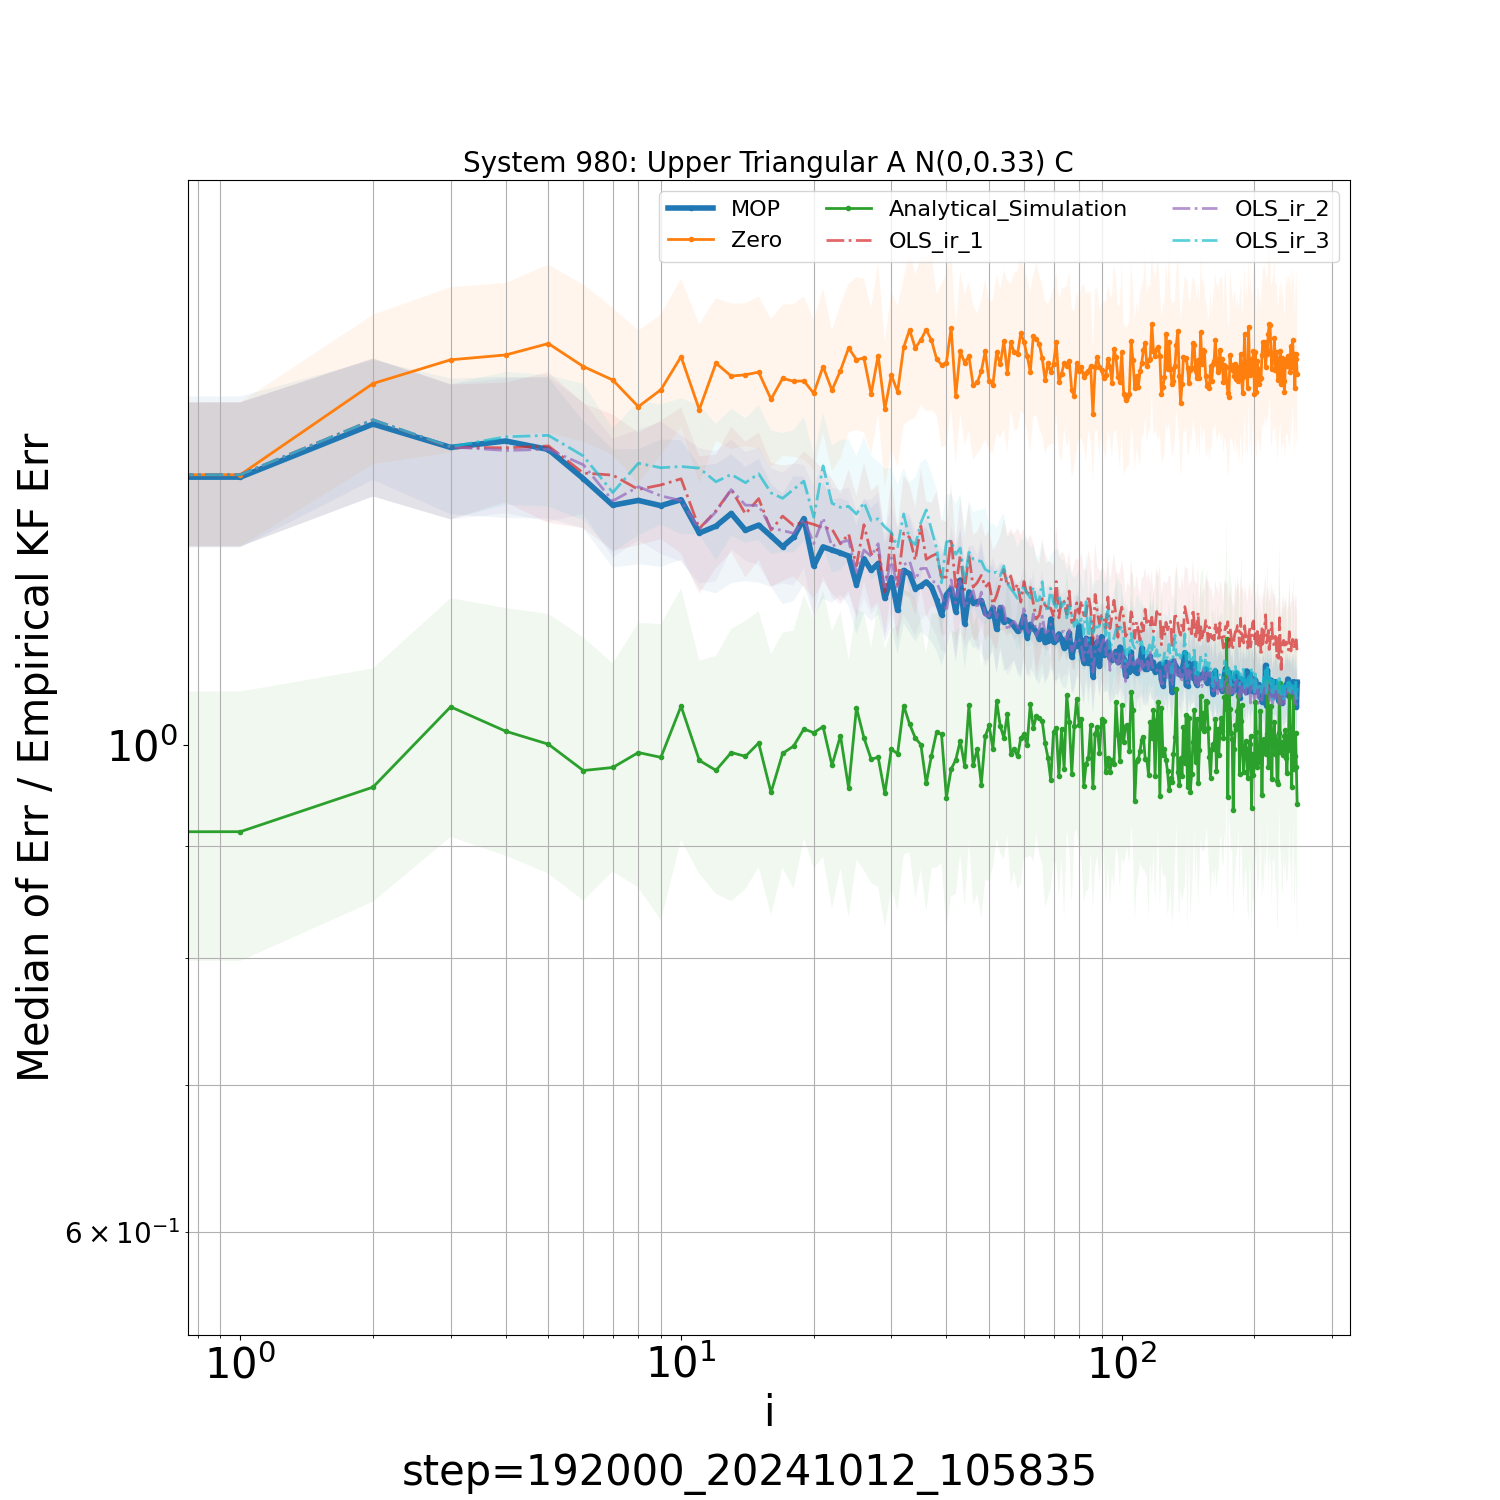 System 980: Upper Triangular A N(0,0.33) C
MOP
Zero
Analytical_Simulation
OLS_ir_1
OLS_ir_2
OLS_ir_3
Median of Err / Empirical KF Err
10⁰
6 × 10⁻¹
10⁰ 10¹ 10²
i
step=192000_20241012_105835